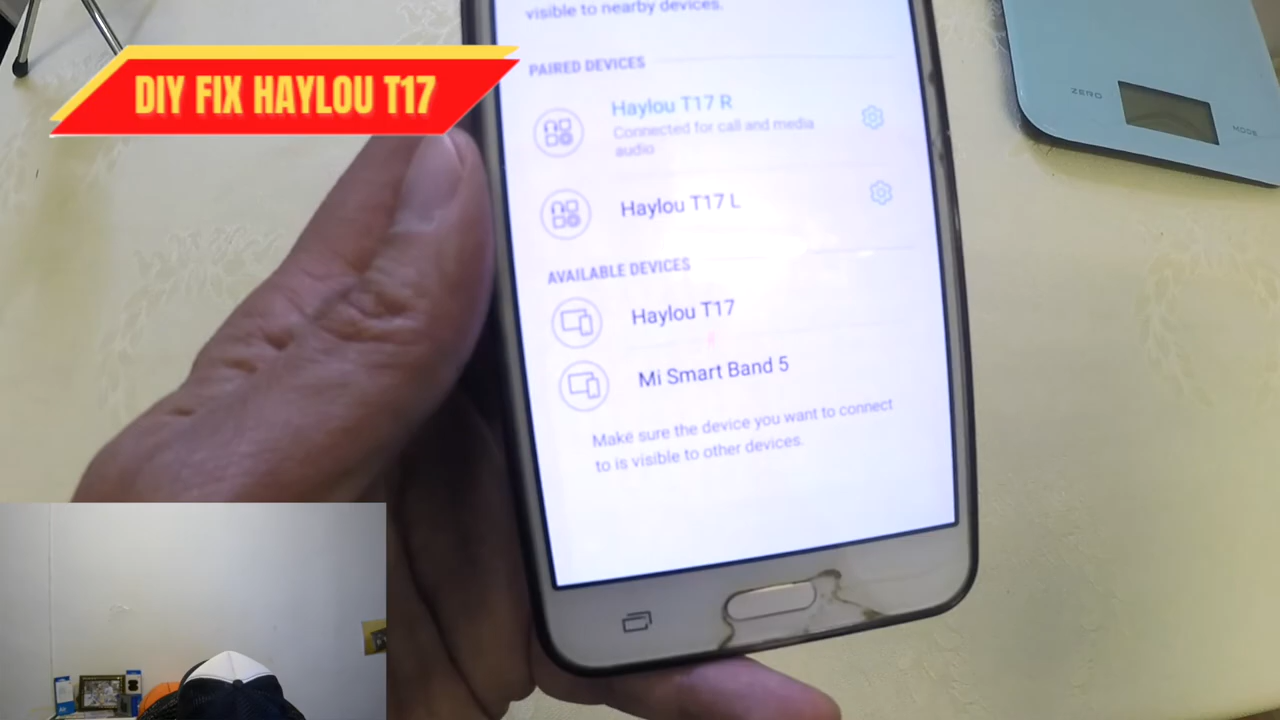 visible to nearby devices.
DIY FIX HAYLOU T17
PAIRED DEVICES
Haylou T17 R
Connected for call and media
audio
Haylou T17 L
AVAILABLE DEVICES
Haylou T17
Mi Smart Band 5
Make sure the device you want to connect
to is visible to other devices.
ZERO
MODE